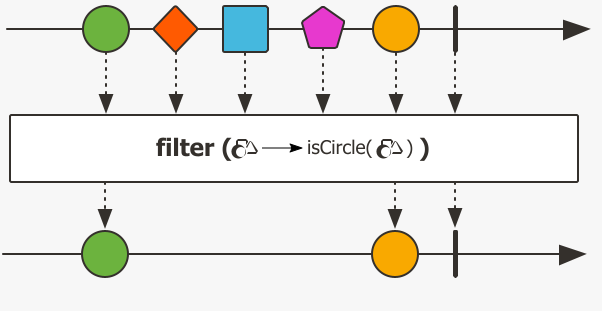 filter ( → isCircle( ) )